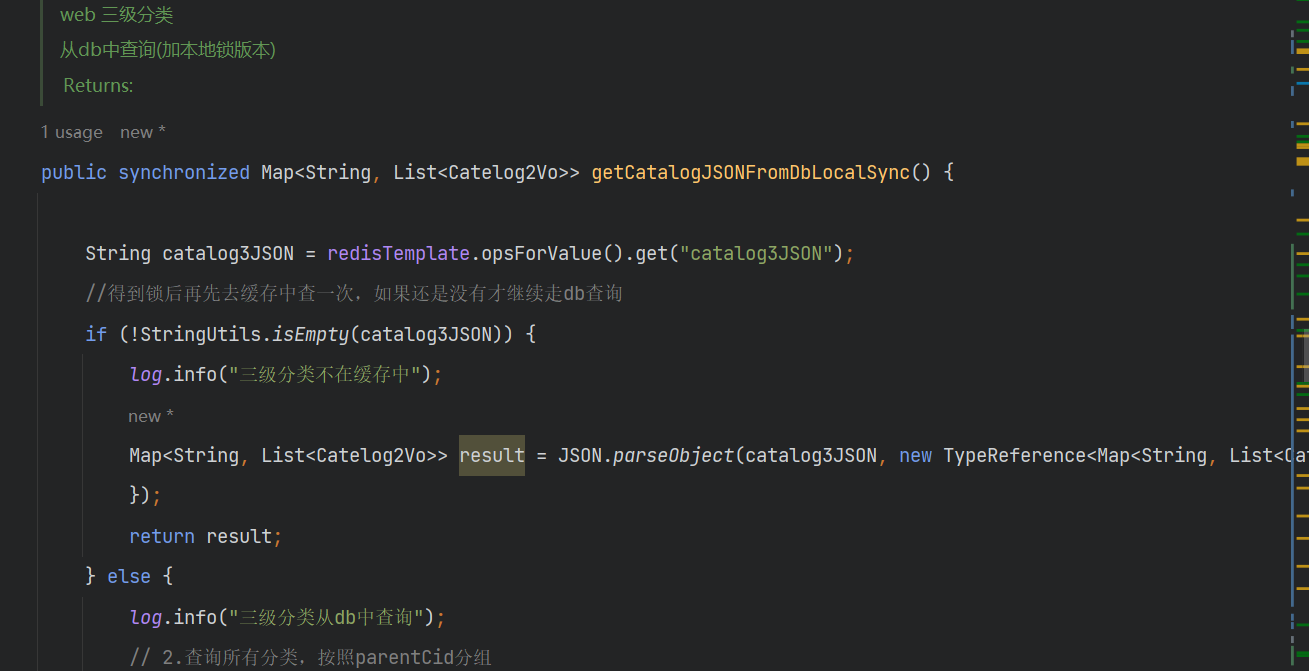 web 三级分类
从db中查询(加本地锁版本)
Returns:
1 usage new *
public synchronized Map<String, List<Catelog2Vo>> getCatalogJSONFromDbLocalSync() {
String catalog3JSON = redisTemplate.opsForValue().get("catalog3JSON");
//得到锁后再先去缓存中查一次，如果还是没有才继续走db查询
if (!StringUtils.isEmpty(catalog3JSON)) {
log.info("三级分类不在缓存中");
new *
Map<String, List<Catelog2Vo>> result = JSON.parseObject(catalog3JSON, new TypeReference<Map<String, List<Cat
});
return result;
} else {
log.info("三级分类从db中查询");
// 2.查询所有分类，按照parentCid分组